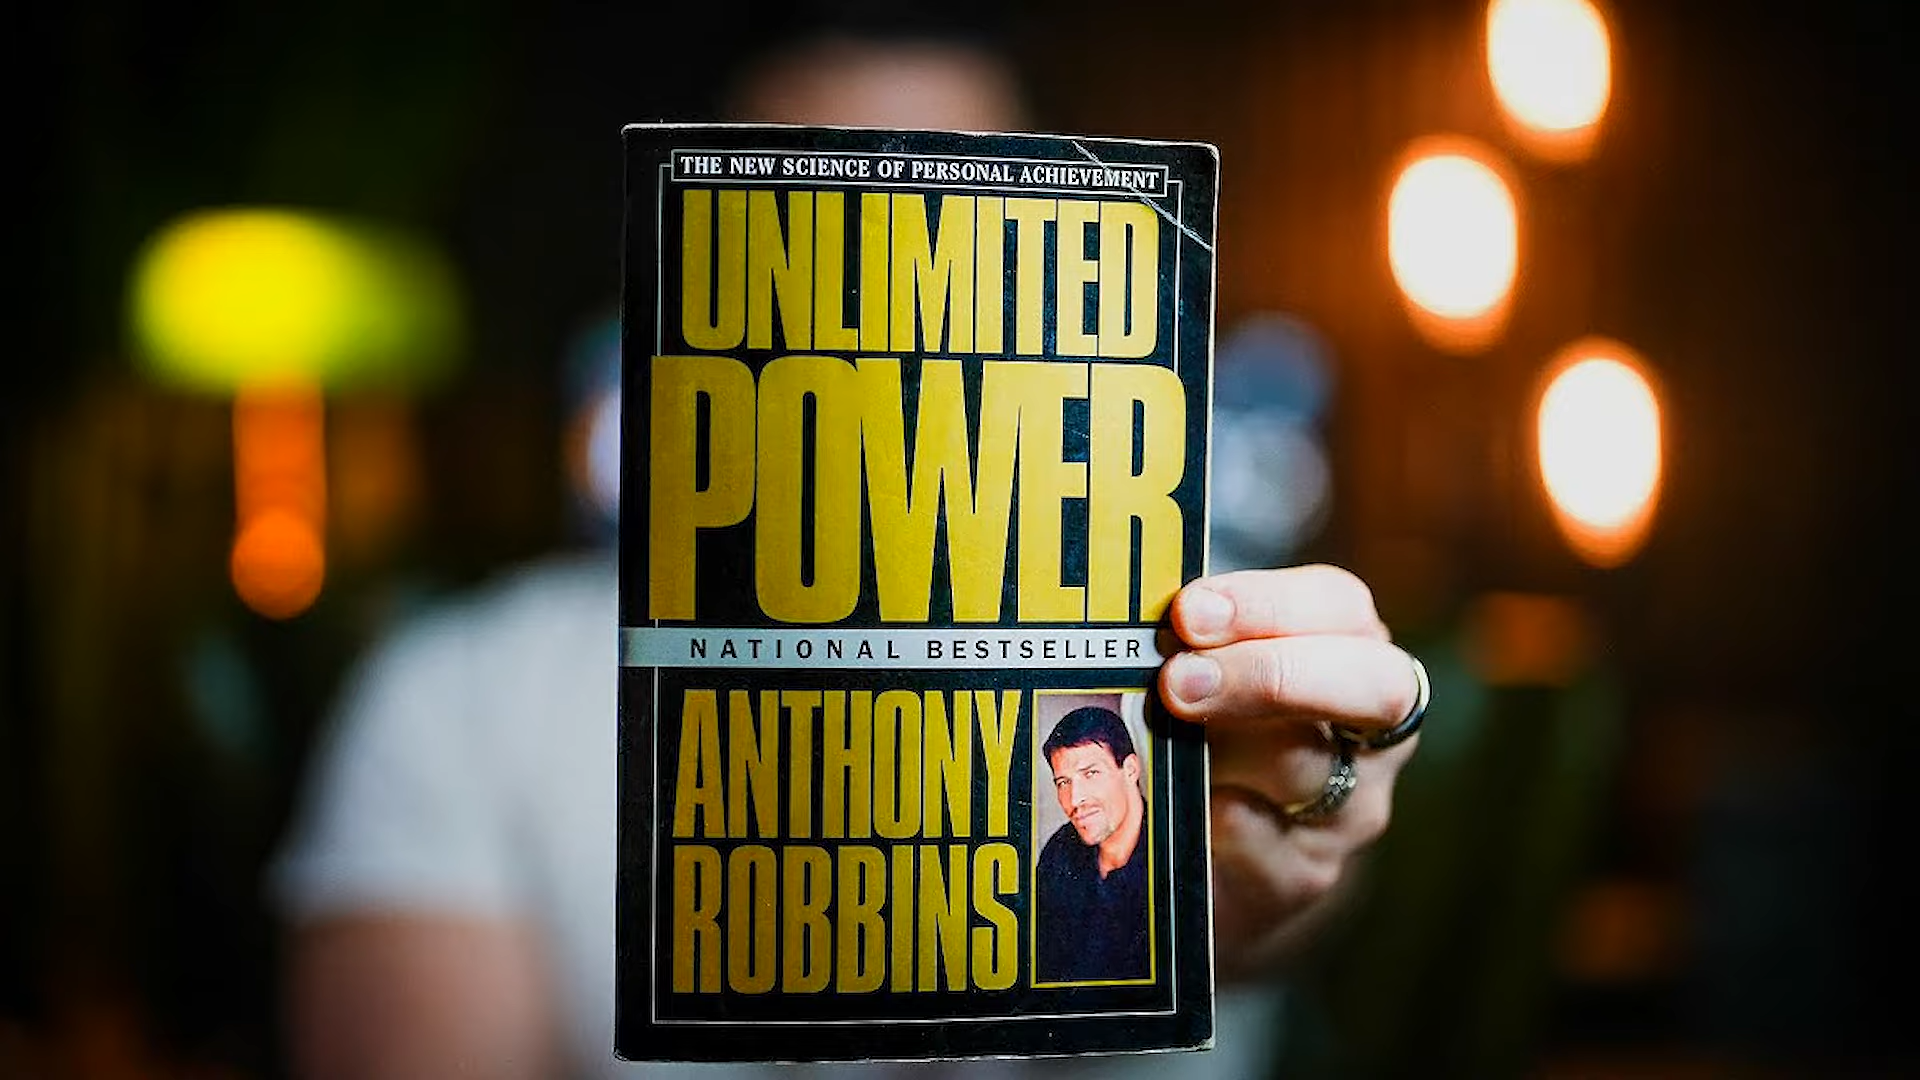 THE NEW SCIENCE OF PERSONAL ACHIEVEMENT
UNLIMITED
POWER
NATIONAL BESTSELLER
ANTHONY
ROBBINS